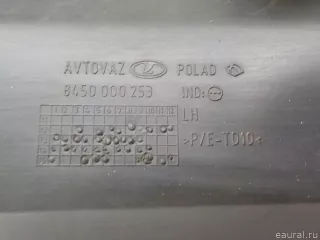 AVTOVAZ POLAD
8450 000 253 IND:
LH
>P/E-TD10<
eaural.ru